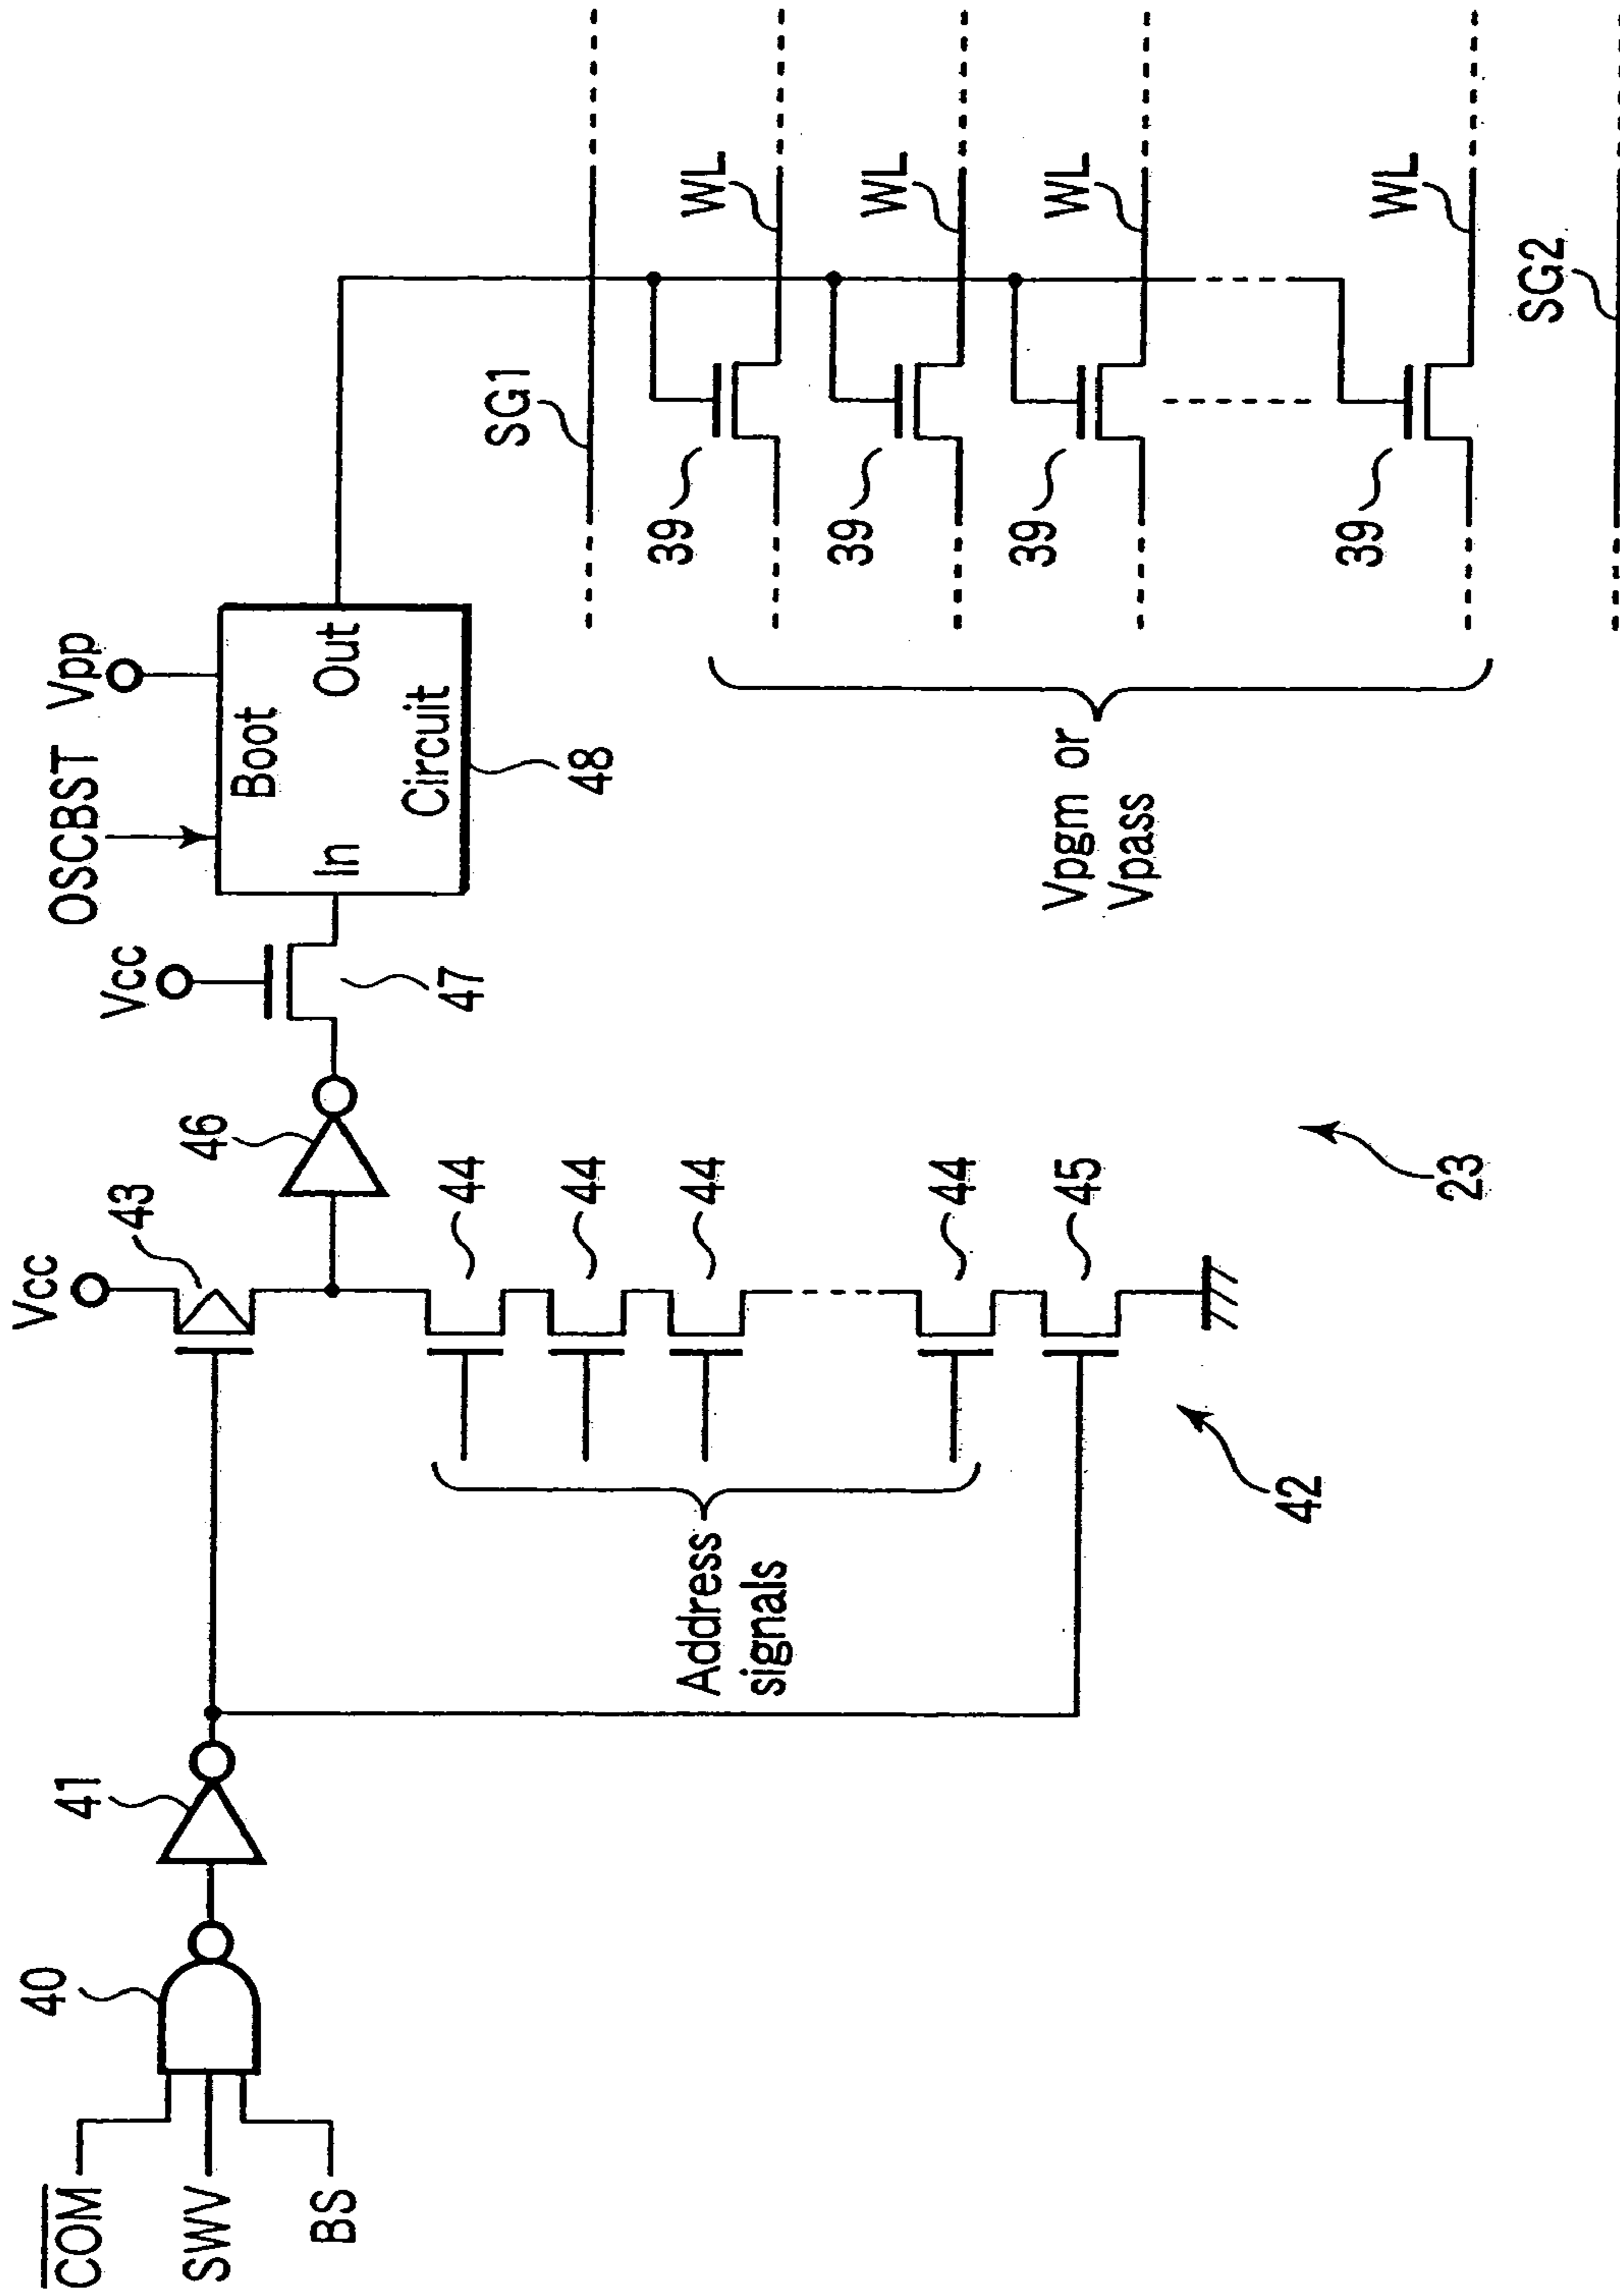 C̅O̅M̅
SWV
BS
40
41
Vcc
43
46
Address
signals
44
44
44
44
45
42
23
Vcc
47
OSCBST
Vpp
Boot
In
Out
Circuit
48
SG1
39
39
39
39
WL
WL
WL
WL
SG2
Vpgm or
Vpass